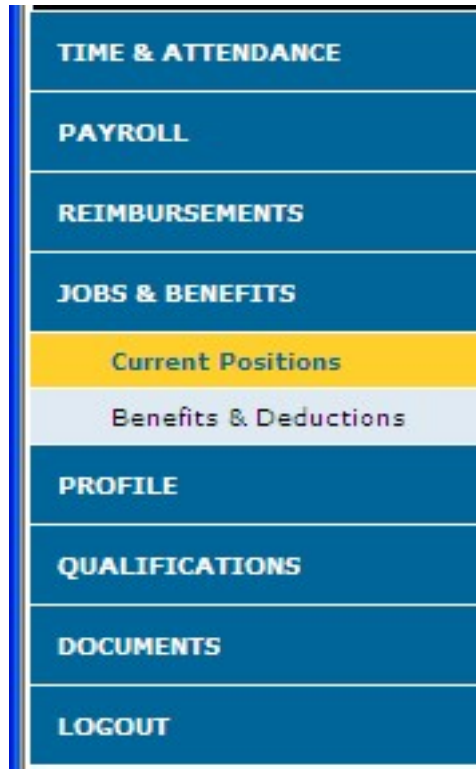 TIME & ATTENDANCE
PAYROLL
REIMBURSEMENTS
JOBS & BENEFITS
Current Positions
Benefits & Deductions
PROFILE
QUALIFICATIONS
DOCUMENTS
LOGOUT